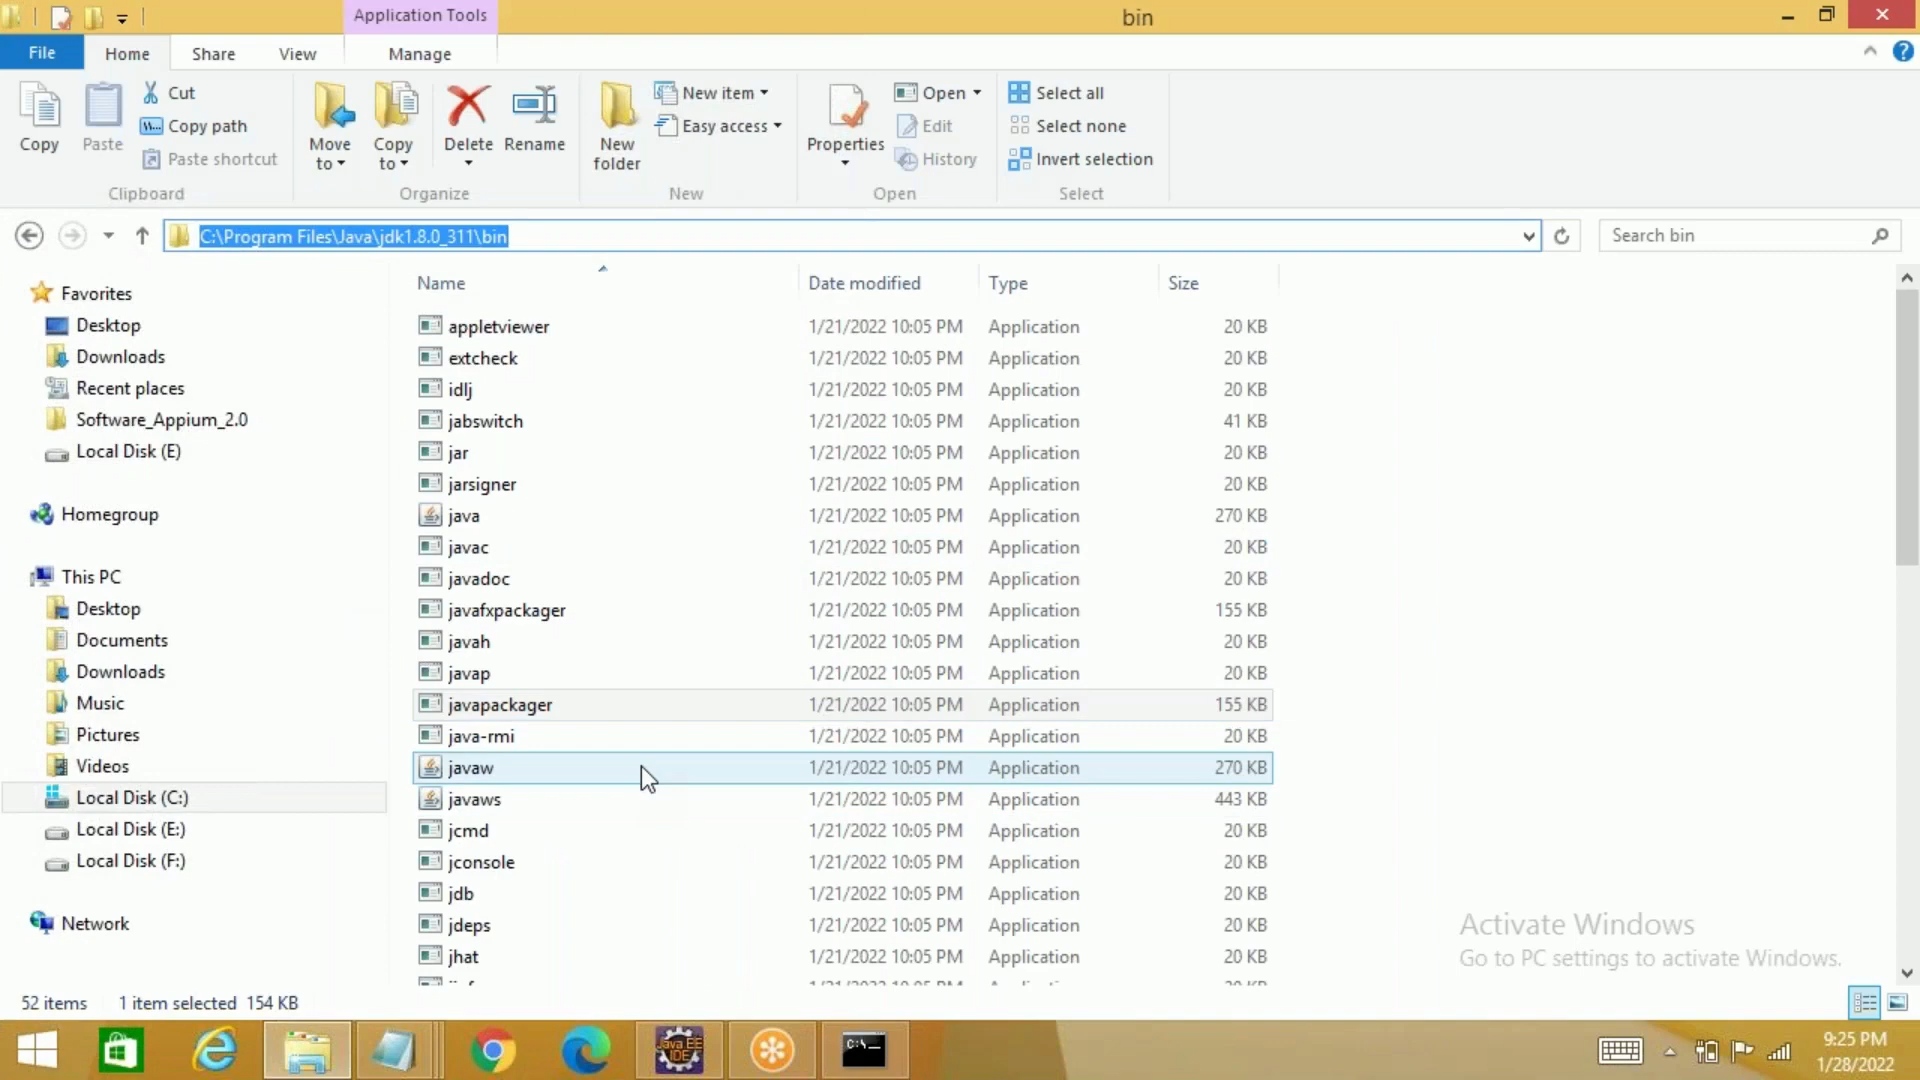 Application Tools
bin
File
Home
Share
View
Manage
Copy
Paste
Cut
Copy path
Paste shortcut
Clipboard
Move to
Copy to
Delete
Rename
Organize
New folder
New item
Easy access
New
Properties
Open
Edit
History
Open
Select all
Select none
Invert selection
Select
C:\Program Files\Java\jdk1.8.0_311\bin
Search bin
Favorites
Desktop
Downloads
Recent places
Software_Appium_2.0
Local Disk (E)
Homegroup
This PC
Desktop
Documents
Downloads
Music
Pictures
Videos
Local Disk (C:)
Local Disk (E:)
Local Disk (F:)
Network
Name Date modified Type Size
appletviewer 1/21/2022 10:05 PM Application 20 KB
extcheck 1/21/2022 10:05 PM Application 20 KB
idlj 1/21/2022 10:05 PM Application 20 KB
jabswitch 1/21/2022 10:05 PM Application 41 KB
jar 1/21/2022 10:05 PM Application 20 KB
jarsigner 1/21/2022 10:05 PM Application 20 KB
java 1/21/2022 10:05 PM Application 270 KB
javac 1/21/2022 10:05 PM Application 20 KB
javadoc 1/21/2022 10:05 PM Application 20 KB
javafxpackager 1/21/2022 10:05 PM Application 155 KB
javah 1/21/2022 10:05 PM Application 20 KB
javap 1/21/2022 10:05 PM Application 20 KB
javapackager 1/21/2022 10:05 PM Application 155 KB
java-rmi 1/21/2022 10:05 PM Application 20 KB
javaw 1/21/2022 10:05 PM Application 270 KB
javaws 1/21/2022 10:05 PM Application 443 KB
jcmd 1/21/2022 10:05 PM Application 20 KB
jconsole 1/21/2022 10:05 PM Application 20 KB
jdb 1/21/2022 10:05 PM Application 20 KB
jdeps 1/21/2022 10:05 PM Application 20 KB
jhat 1/21/2022 10:05 PM Application 20 KB
Activate Windows
Go to PC settings to activate Windows.
52 items 1 item selected 154 KB
Java EE
IDE
C:\
9:25 PM
1/28/2022